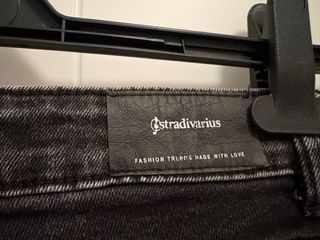 stradivarius
FASHION TRENDS MADE WITH LOVE